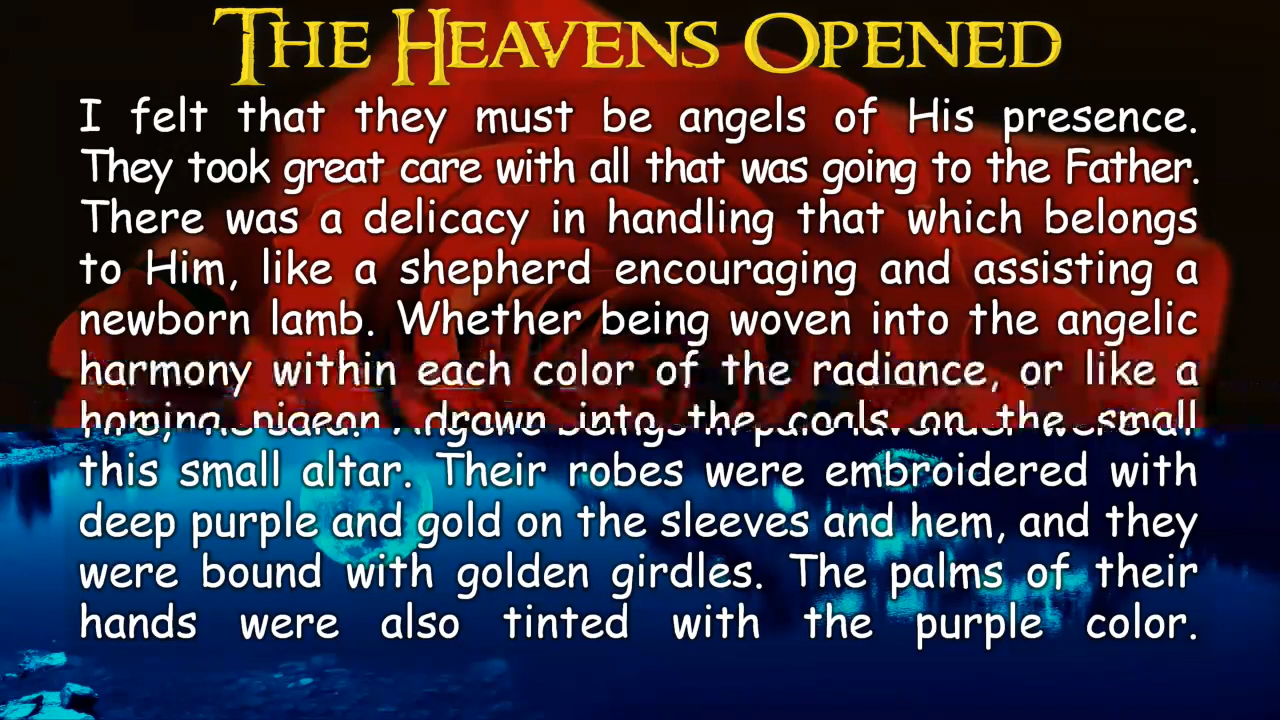 THE HEAVENS OPENED
I felt that they must be angels of His presence.
They took great care with all that was going to the Father.
There was a delicacy in handling that which belongs
to Him, like a shepherd encouraging and assisting a
newborn lamb. Whether being woven into the angelic
harmony within each color of the radiance, or like a
homing pigeon drawn into the coals on the small
this small altar. Their robes were embroidered with
deep purple and gold on the sleeves and hem, and they
were bound with golden girdles. The palms of their
hands were also tinted with the purple color.